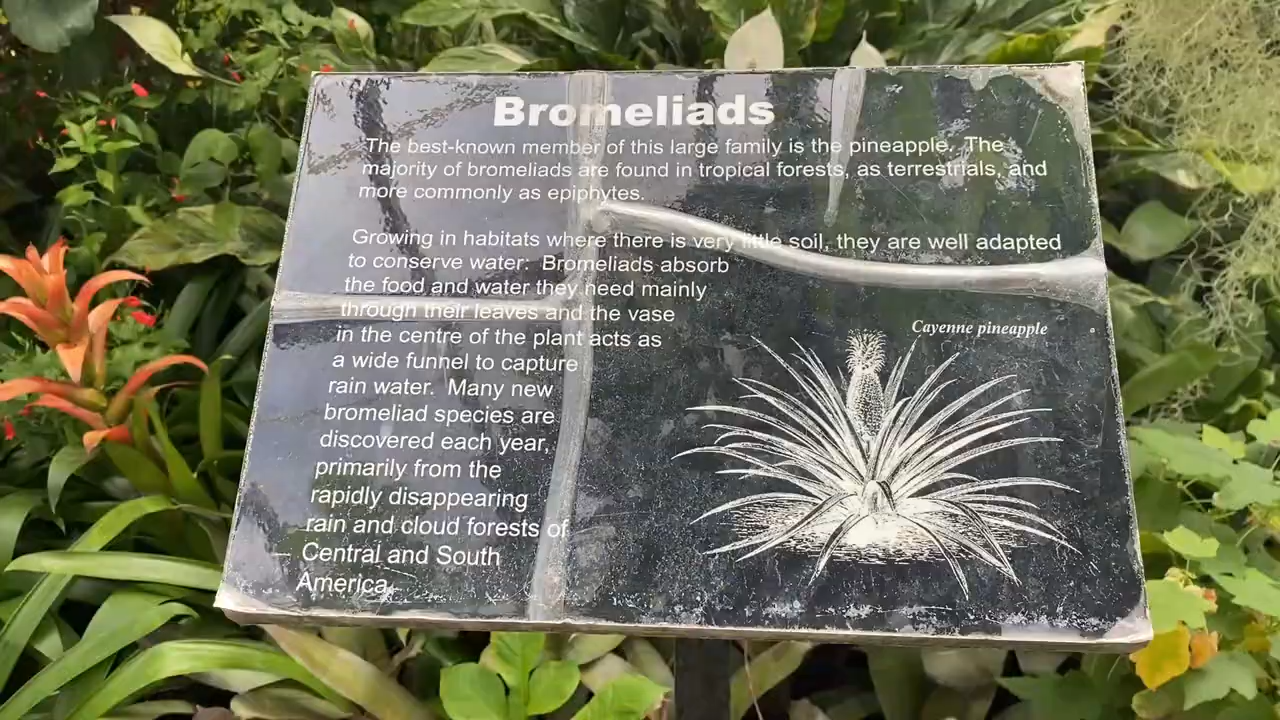 Bromeliads
The best-known member of this large family is the pineapple. The
majority of bromeliads are found in tropical forests, as terrestrials, and
more commonly as epiphytes.
Growing in habitats where there is very little soil, they are well adapted
to conserve water: Bromeliads absorb
the food and water they need mainly
through their leaves and the vase
in the centre of the plant acts as
a wide funnel to capture
rain water. Many new
bromeliad species are
discovered each year,
primarily from the
rapidly disappearing
rain and cloud forests of
Central and South
America.
Cayenne pineapple